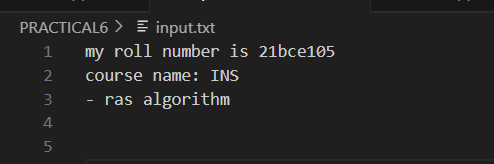 PRACTICAL6 > input.txt
1 my roll number is 21bce105
2 course name: INS
3 - ras algorithm
4
5